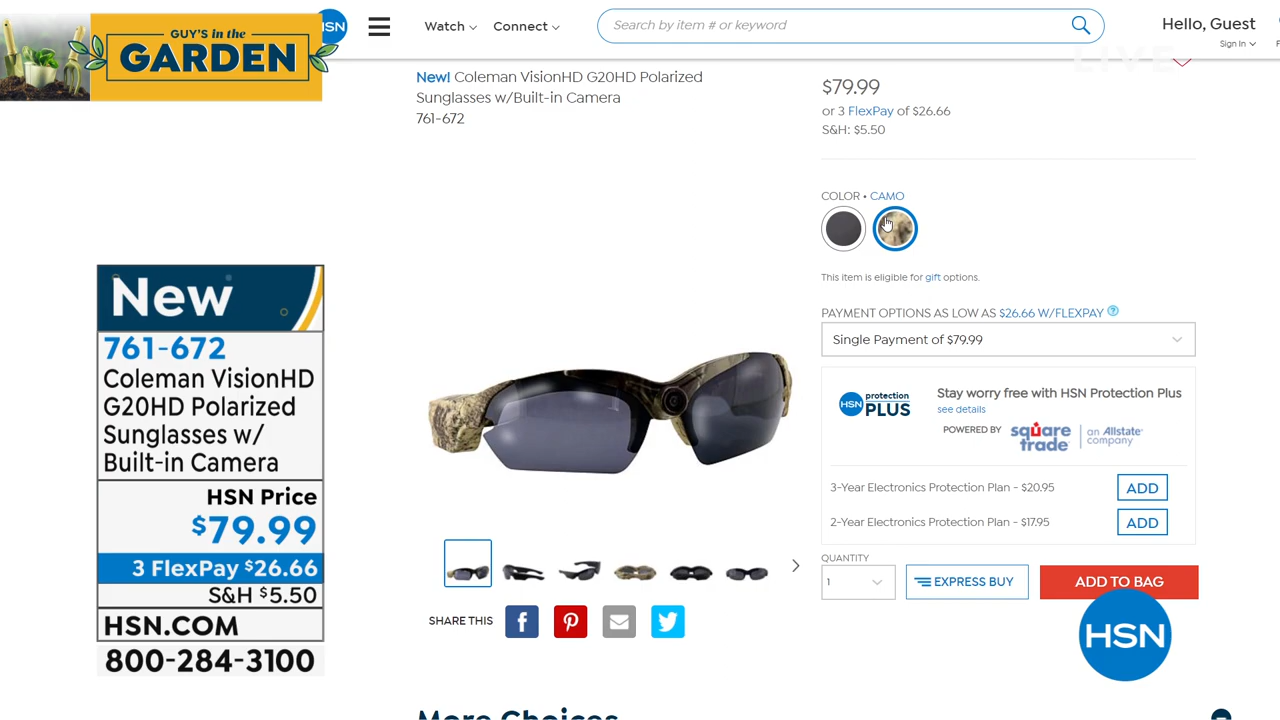 GUY'S in the
GARDEN
HSN
Watch
Connect
Search by item # or keyword
Hello, Guest
Sign In
LIVE
New! Coleman VisionHD G20HD Polarized
Sunglasses w/Built-in Camera
761-672
$79.99
or 3 FlexPay of $26.66
S&H: $5.50
COLOR • CAMO
This item is eligible for gift options.
PAYMENT OPTIONS AS LOW AS $26.66 W/FLEXPAY ?
Single Payment of $79.99
HSN protection PLUS
Stay worry free with HSN Protection Plus
see details
POWERED BY
square trade
an Allstate company
3-Year Electronics Protection Plan - $20.95
ADD
2-Year Electronics Protection Plan - $17.95
ADD
QUANTITY
1
EXPRESS BUY
ADD TO BAG
SHARE THIS
New
761-672
Coleman VisionHD
G20HD Polarized
Sunglasses w/
Built-in Camera
HSN Price
$79.99
3 FlexPay $26.66
S&H $5.50
HSN.COM
800-284-3100
HSN
More Choices